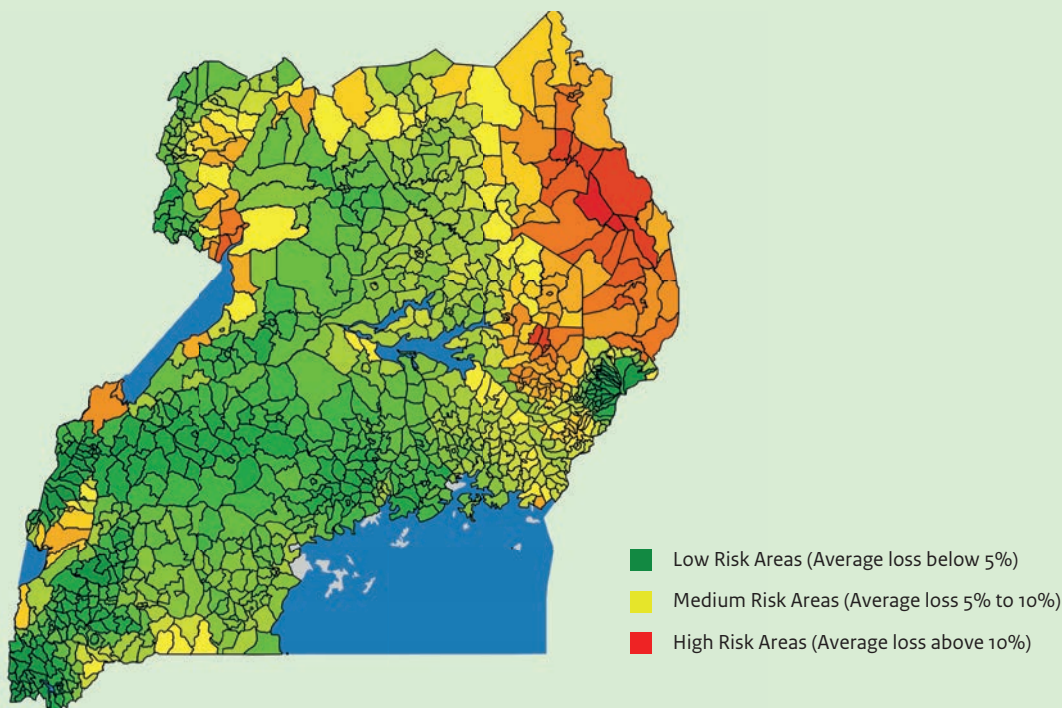 Low Risk Areas (Average loss below 5%)
Medium Risk Areas (Average loss 5% to 10%)
High Risk Areas (Average loss above 10%)